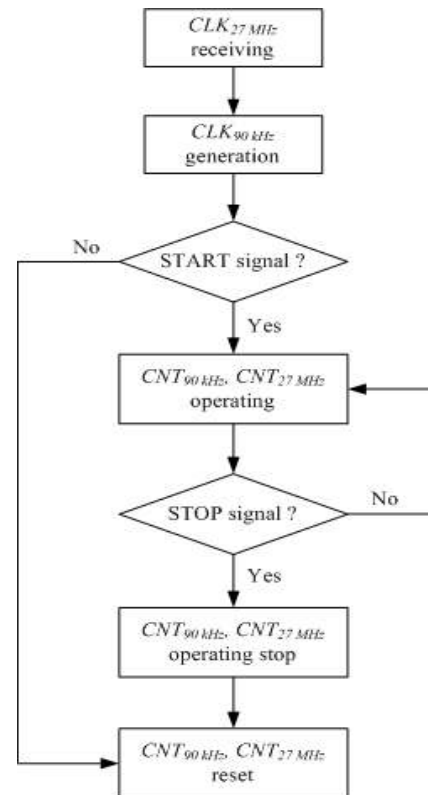 CLK27 MHz
receiving
CLK90 kHz
generation
No
START signal ?
Yes
CNT90 kHz, CNT27 MHz
operating
STOP signal ?
No
Yes
CNT90 kHz, CNT27 MHz
operating stop
CNT90 kHz, CNT27 MHz
reset